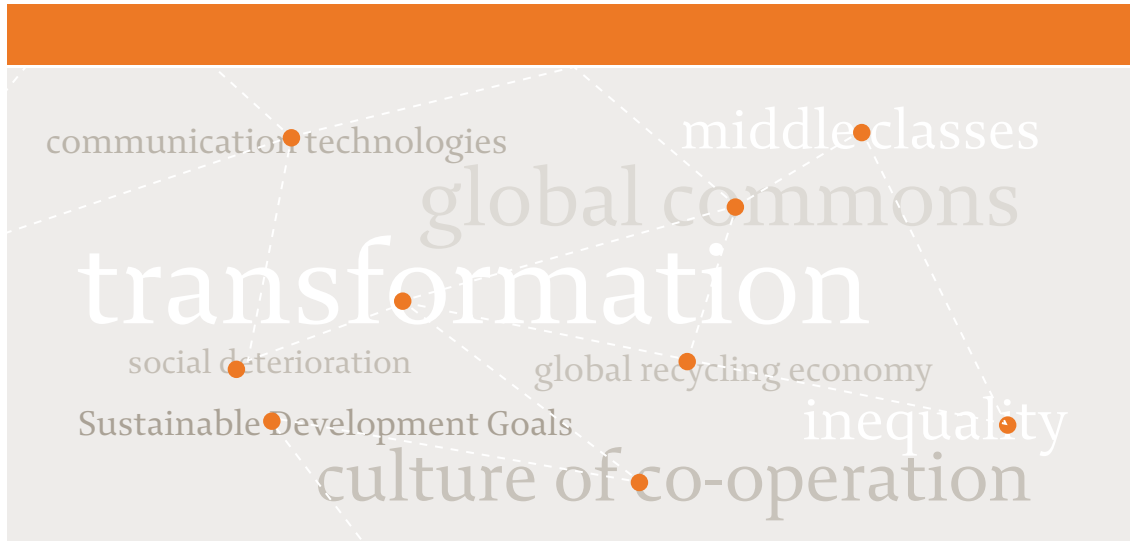 communication technologies
middle classes
global commons
transformation
social deterioration
global recycling economy
Sustainable Development Goals
inequality
culture of co-operation